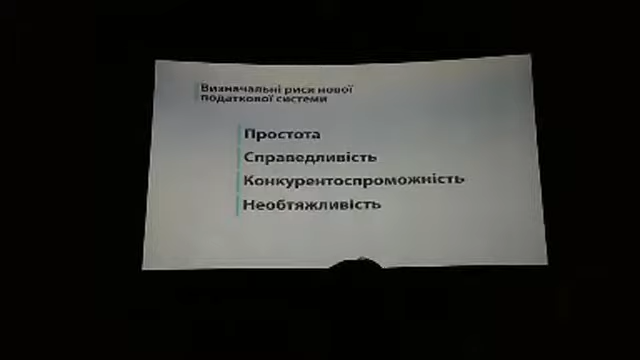 Визначальні риси нової
податкової системи
Простота
Справедливість
Конкурентоспроможність
Необтяжливість